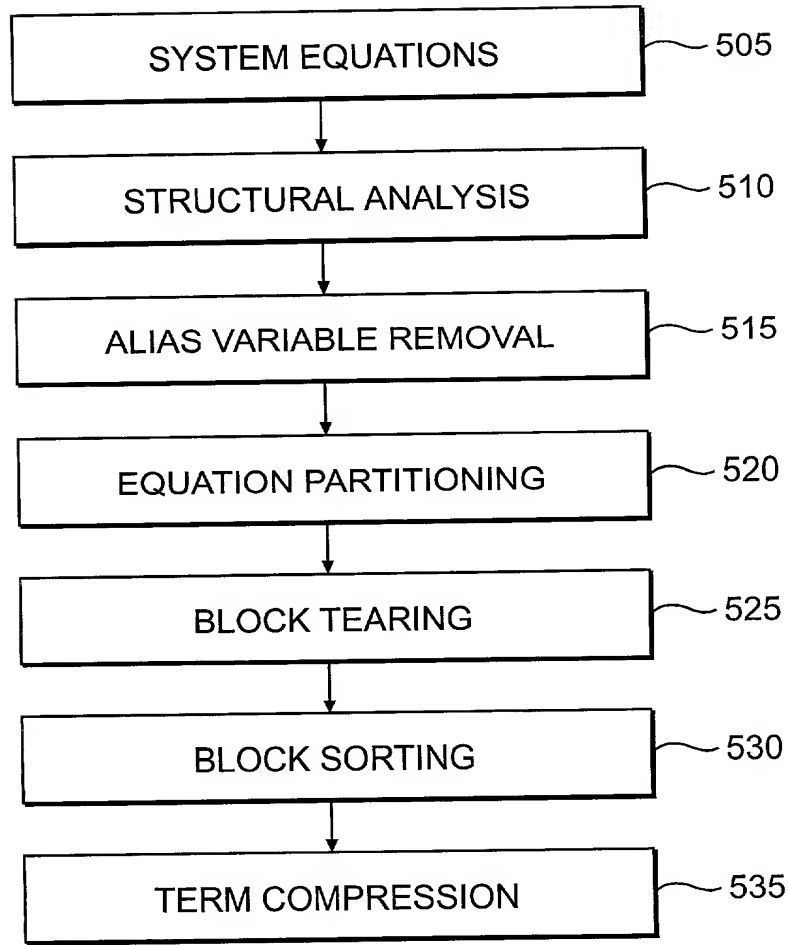 SYSTEM EQUATIONS 505
STRUCTURAL ANALYSIS 510
ALIAS VARIABLE REMOVAL 515
EQUATION PARTITIONING 520
BLOCK TEARING 525
BLOCK SORTING 530
TERM COMPRESSION 535